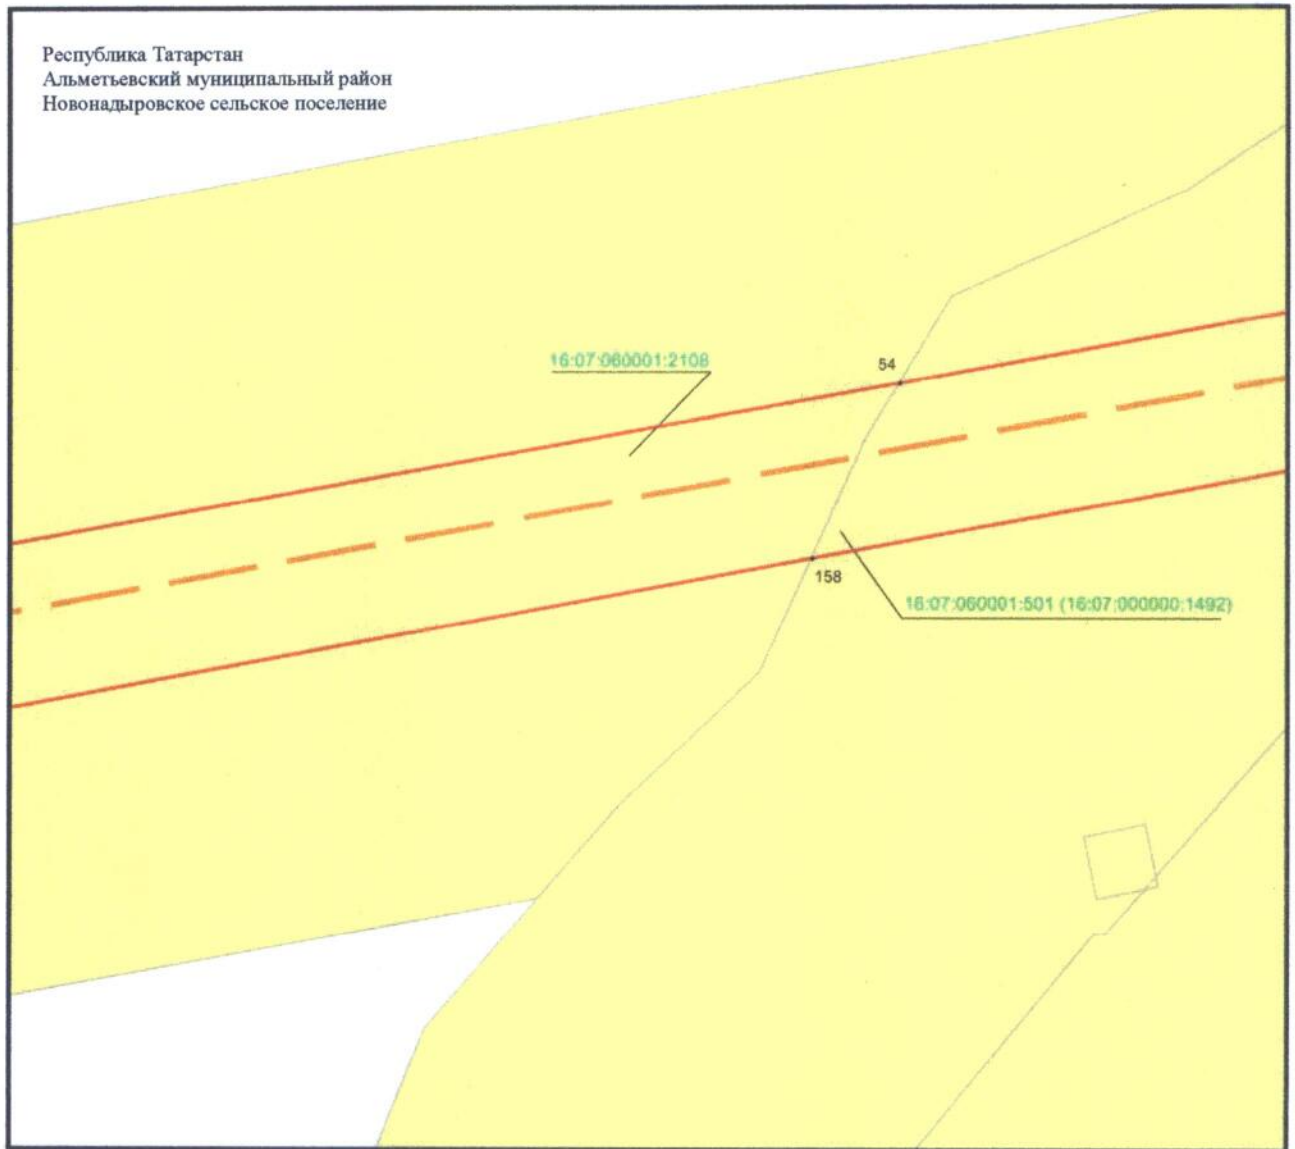 Республика Татарстан
Альметьевский муниципальный район
Новонадыровское сельское поселение
16:07:060001:2108
54
158
16:07:060001:501 (16:07:000000:1492)